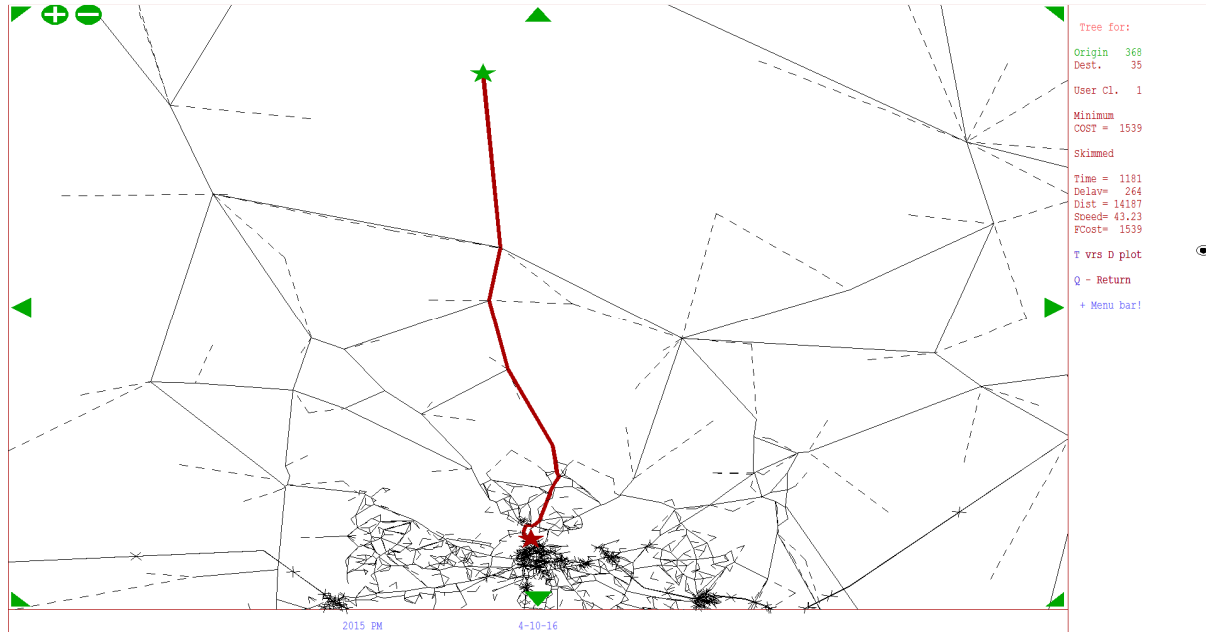 Tree for:
Origin 368
Dest. 35
User Cl. 1
Minimum
COST = 1539
Skimmed
Time = 1181
Delay= 264
Dist = 14187
Speed= 43.23
FCost= 1539
T vrs D plot
Q - Return
+ Menu bar!
2015 PM 4-10-16